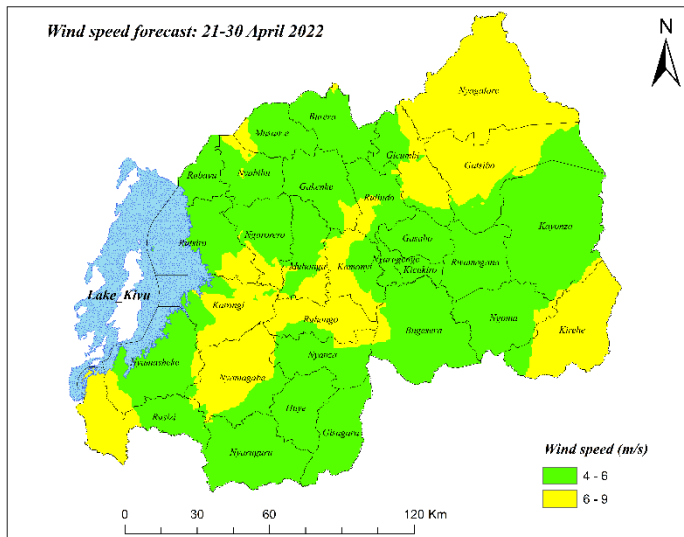 Wind speed forecast: 21-30 April 2022
N
Nyagatare
Burera
Musanze
Gicumbi
Gatsibo
Rubavu
Nyabihu
Gakenke
Rulindo
Kayonza
Rutsiro
Ngororero
Gasabo
Muhanga
Kamonyi
Nyarugenge
Rwamagana
Kicukiro
Lake_Kivu
Karongi
Ruhango
Bugesera
Ngoma
Kirehe
Nyamasheke
Nyanza
Nyamagabe
Rusizi
Huye
Gisagara
Nyaruguru
Wind speed (m/s)
4 - 6
6 - 9
0 30 60 120 Km